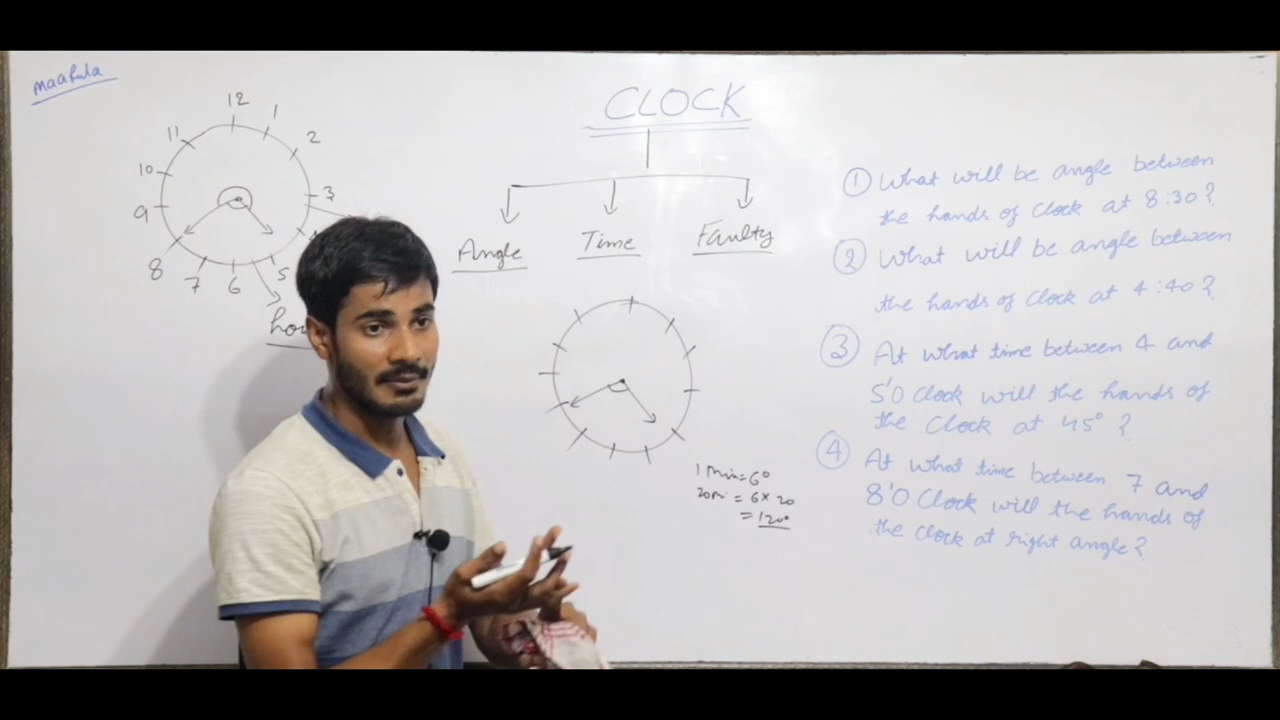 maarula
12
1
2
3
4
5
6
7
8
9
10
11
CLOCK
Angle
Time
Faulty
1 min = 6°
= 6 x 20
= 120°
① What will be angle between
the hands of Clock at 8:30?
② What will be angle between
the hands of Clock at 4:40?
③ At what time between 4 and
5'0 Clock will the hands of
the Clock at 45° ?
④ At what time between 7 and
8'0 Clock will the hands of
the clock at right angle?